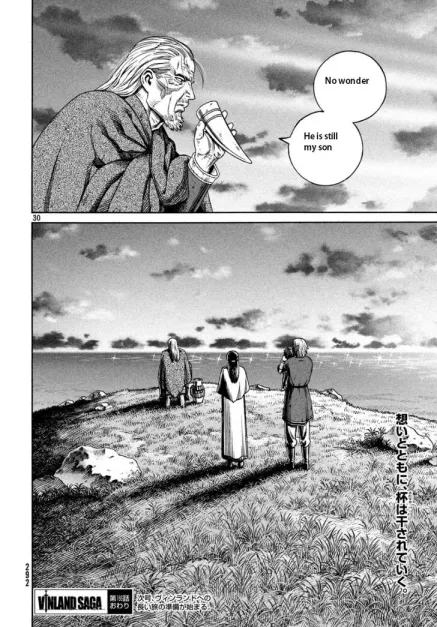 No wonder
He is still
my son
30
想いとともに、杯は干されていく。
292
VINLAND SAGA
第166話
おわり
次号、ヴィンランドへの
長い旅の準備が始まる。